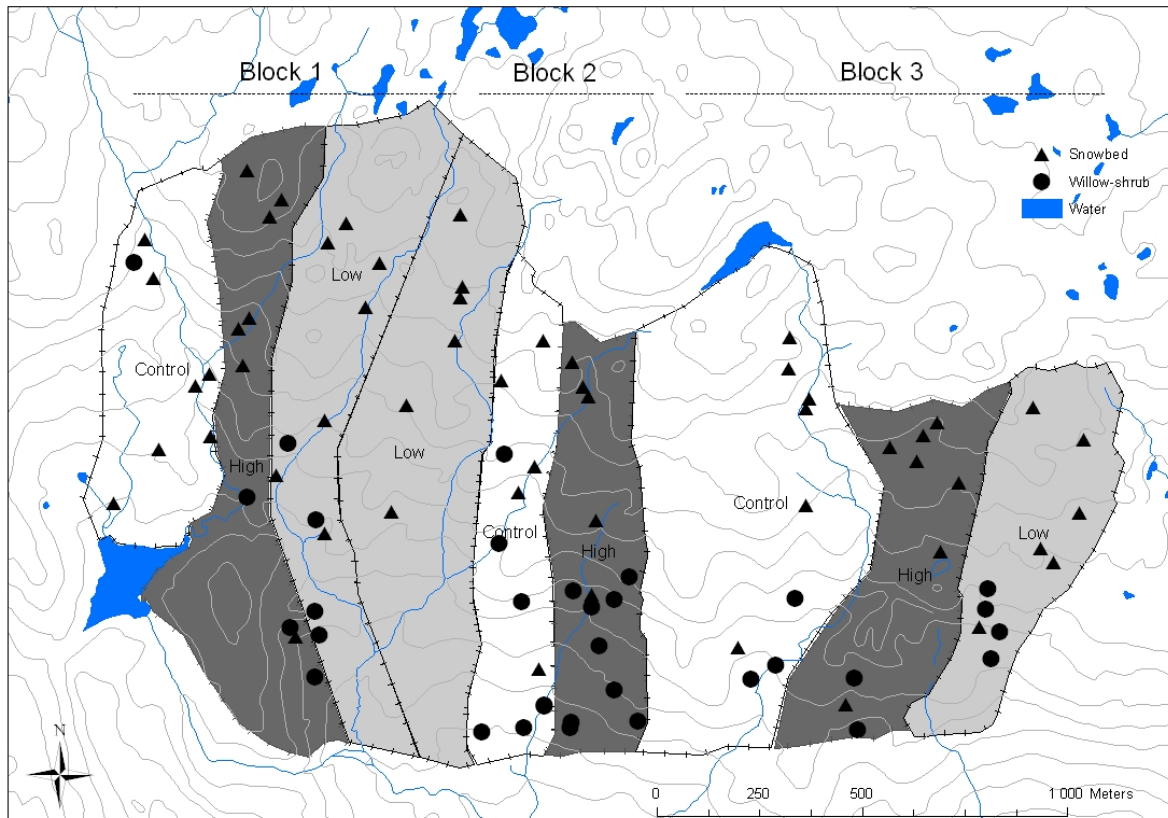 Block 1
Block 2
Block 3
Snowbed
Willow-shrub
Water
Low
Control
Low
High
Control
High
Control
Low
High
N
0
500
1 000 Meters